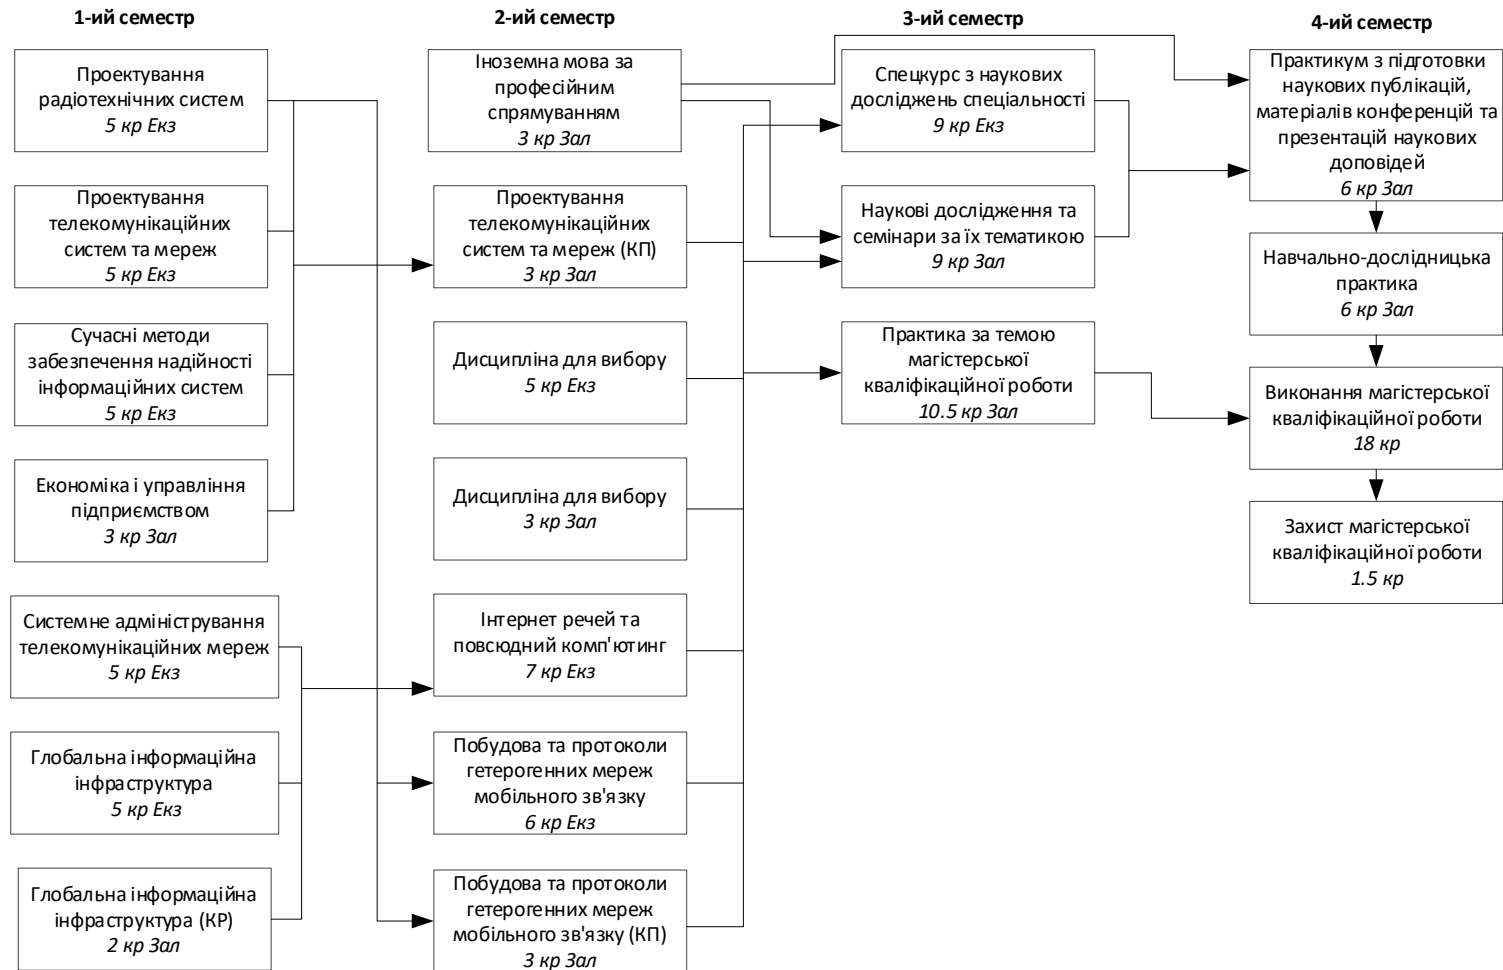 1-ий семестр
Проектування
радіотехнічних систем
5 кр Екз
Проектування
телекомунікаційних
систем та мереж
5 кр Екз
Сучасні методи
забезпечення надійності
інформаційних систем
5 кр Екз
Економіка і управління
підприємством
3 кр Зал
Системне адміністрування
телекомунікаційних мереж
5 кр Екз
Глобальна інформаційна
інфраструктура
5 кр Екз
Глобальна інформаційна
інфраструктура (КР)
2 кр Зал
2-ий семестр
Іноземна мова за
професійним
спрямуванням
3 кр Зал
Проектування
телекомунікаційних
систем та мереж (КП)
3 кр Зал
Дисципліна для вибору
5 кр Екз
Дисципліна для вибору
3 кр Зал
Інтернет речей та
повсюдний комп'ютинг
7 кр Екз
Побудова та протоколи
гетерогенних мереж
мобільного зв'язку
6 кр Екз
Побудова та протоколи
гетерогенних мереж
мобільного зв'язку (КП)
3 кр Зал
3-ий семестр
Спецкурс з наукових
досліджень спеціальності
9 кр Екз
Наукові дослідження та
семінари за їх тематикою
9 кр Зал
Практика за темою
магістерської
кваліфікаційної роботи
10.5 кр Зал
4-ий семестр
Практикум з підготовки
наукових публікацій,
матеріалів конференцій та
презентацій наукових
доповідей
6 кр Зал
Навчально-дослідницька
практика
6 кр Зал
Виконання магістерської
кваліфікаційної роботи
18 кр
Захист магістерської
кваліфікаційної роботи
1.5 кр